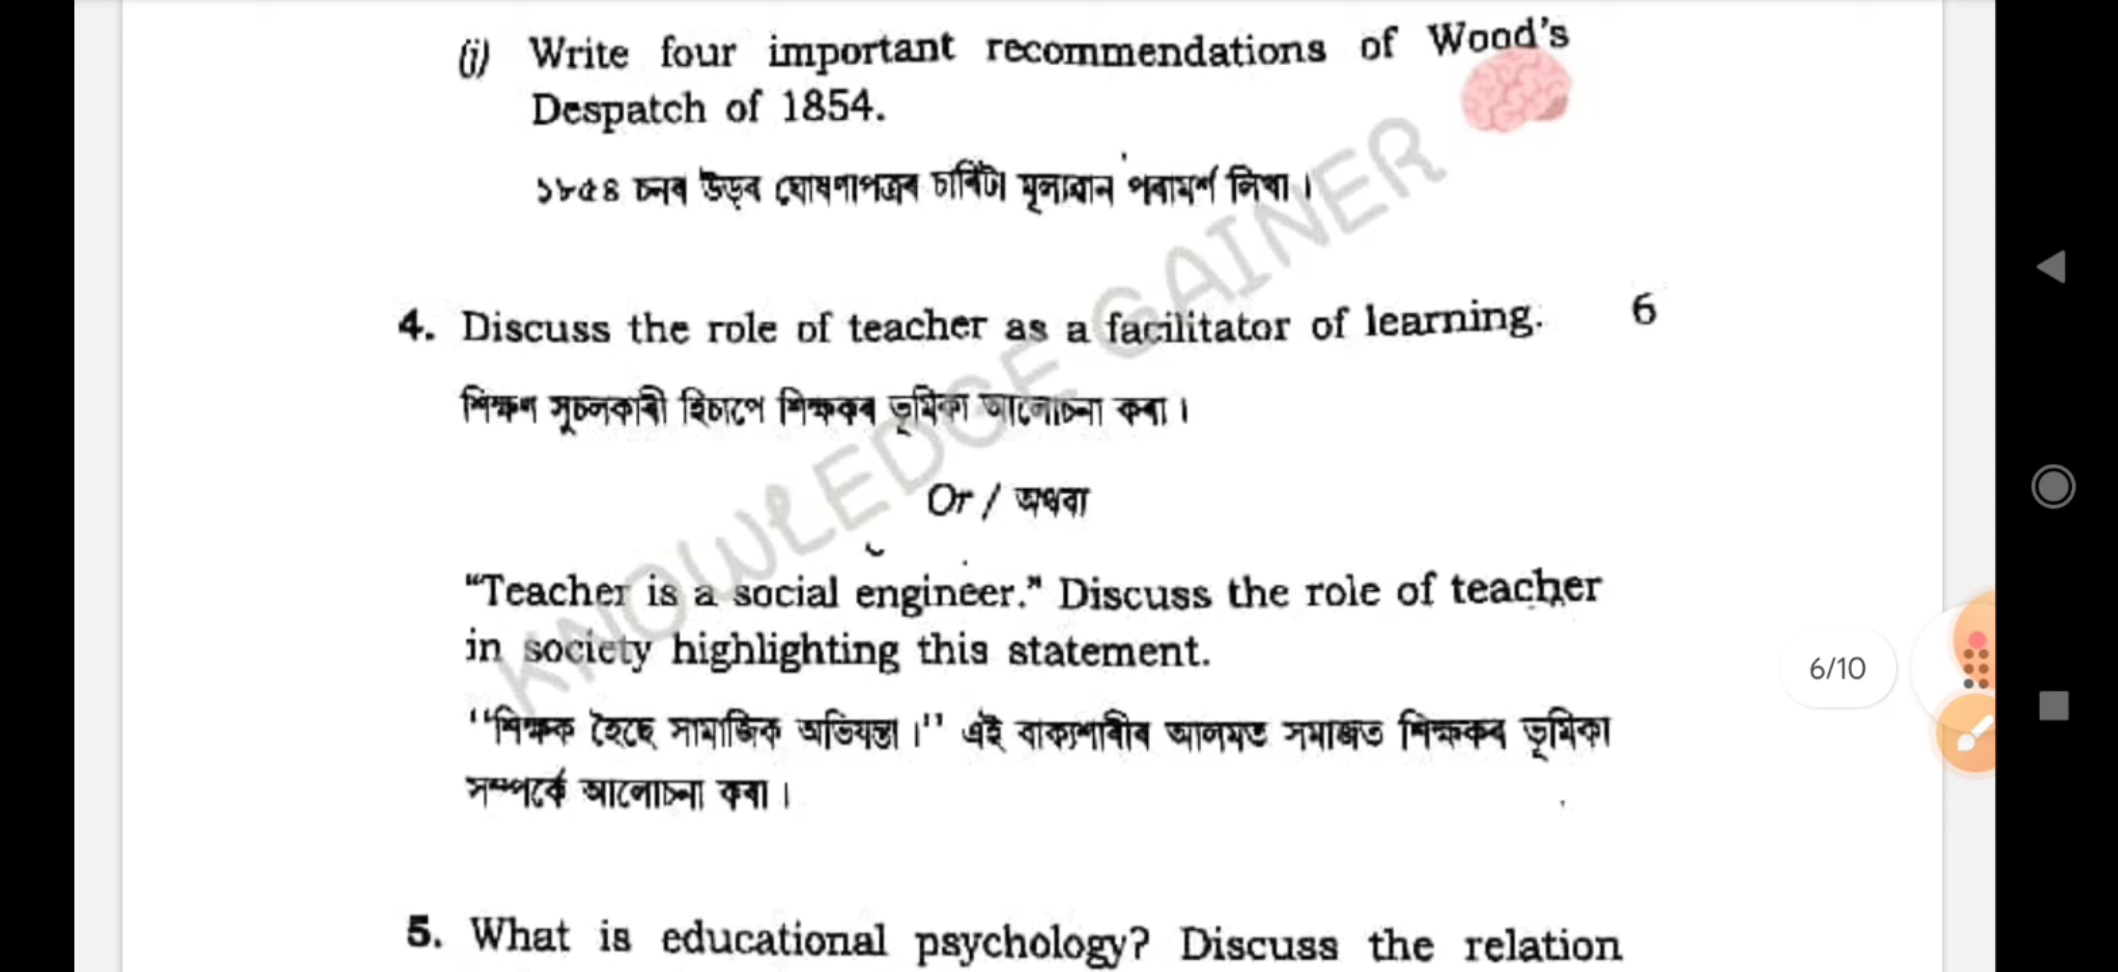 (i) Write four important recommendations of Wood's
Despatch of 1854.
১৮৫৪ চনৰ উড্ৰ ঘোষণাপত্ৰৰ চাৰিটা মূল্যৱান পৰামৰ্শ লিখা।
4. Discuss the role of teacher as a facilitator of learning. 6
শিক্ষণ সূচলকাৰী হিচাপে শিক্ষকৰ ভূমিকা আলোচনা কৰা।
Or / অথবা
“Teacher is a social engineer.” Discuss the role of teacher
in society highlighting this statement.
“শিক্ষক হৈছে সামাজিক অভিযন্তা।” এই বাক্যশাৰীৰ আলমত সমাজত শিক্ষকৰ ভূমিকা
সম্পৰ্কে আলোচনা কৰা।
5. What is educational psychology? Discuss the relation
KNOWLEDGE GAINER
6/10